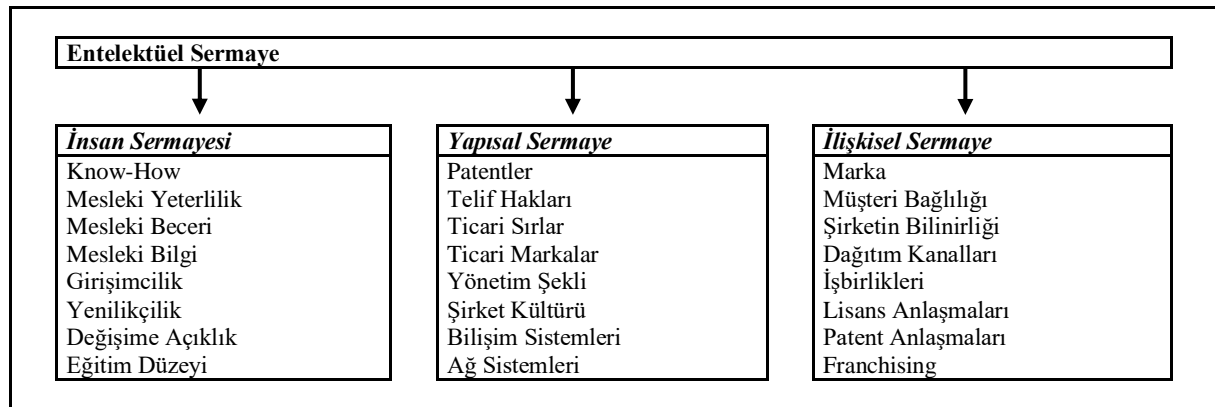 Entelektüel Sermaye
İnsan Sermayesi
Know-How
Mesleki Yeterlilik
Mesleki Beceri
Mesleki Bilgi
Girişimcilik
Yenilikçilik
Değişime Açıklık
Eğitim Düzeyi
Yapısal Sermaye
Patentler
Telif Hakları
Ticari Sırlar
Ticari Markalar
Yönetim Şekli
Şirket Kültürü
Bilişim Sistemleri
Ağ Sistemleri
İlişkisel Sermaye
Marka
Müşteri Bağlılığı
Şirketin Bilinirliği
Dağıtım Kanalları
İşbirlikleri
Lisans Anlaşmaları
Patent Anlaşmaları
Franchising